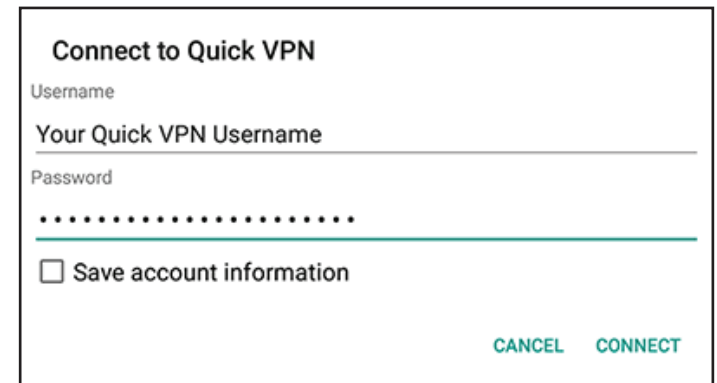 Connect to Quick VPN
Username
Your Quick VPN Username
Password
••••••••••••••••••••••
Save account information
CANCEL CONNECT